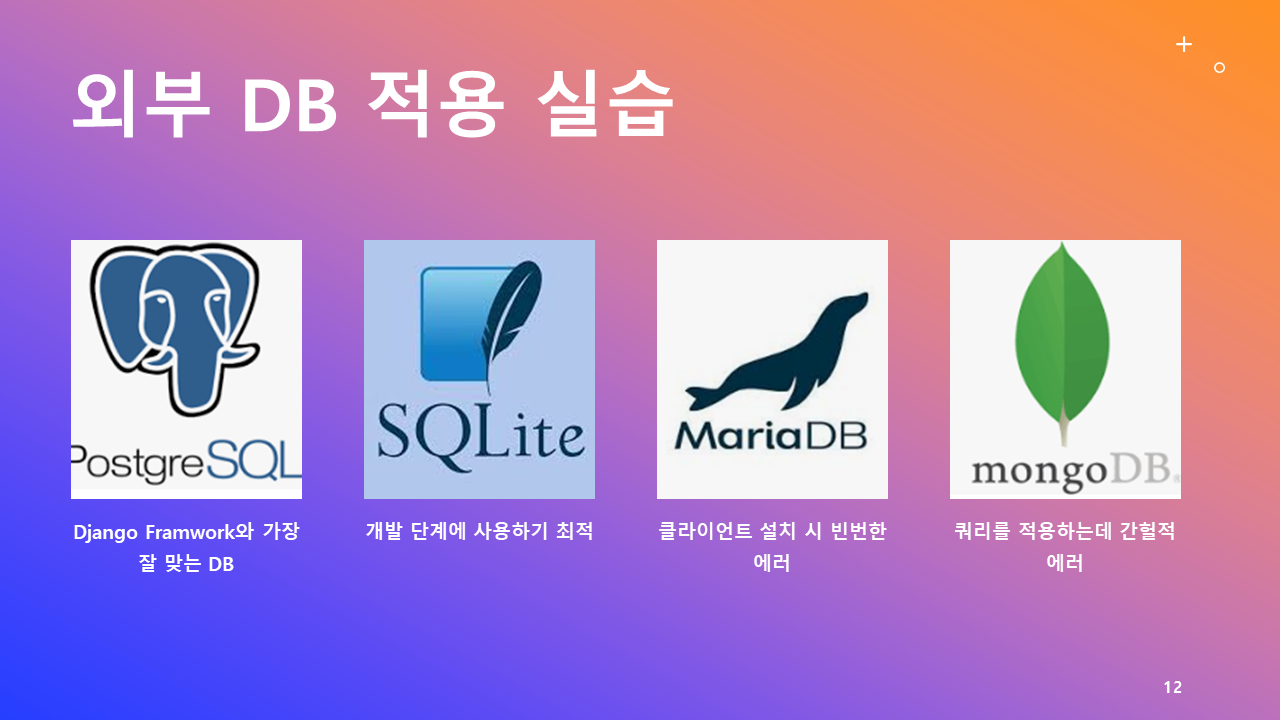 외부 DB 적용 실습
PostgreSQL
SQLite
MariaDB
mongoDB
Django Framwork와 가장
잘 맞는 DB
개발 단계에 사용하기 최적
클라이언트 설치 시 빈번한
에러
쿼리를 적용하는데 간헐적
에러
12